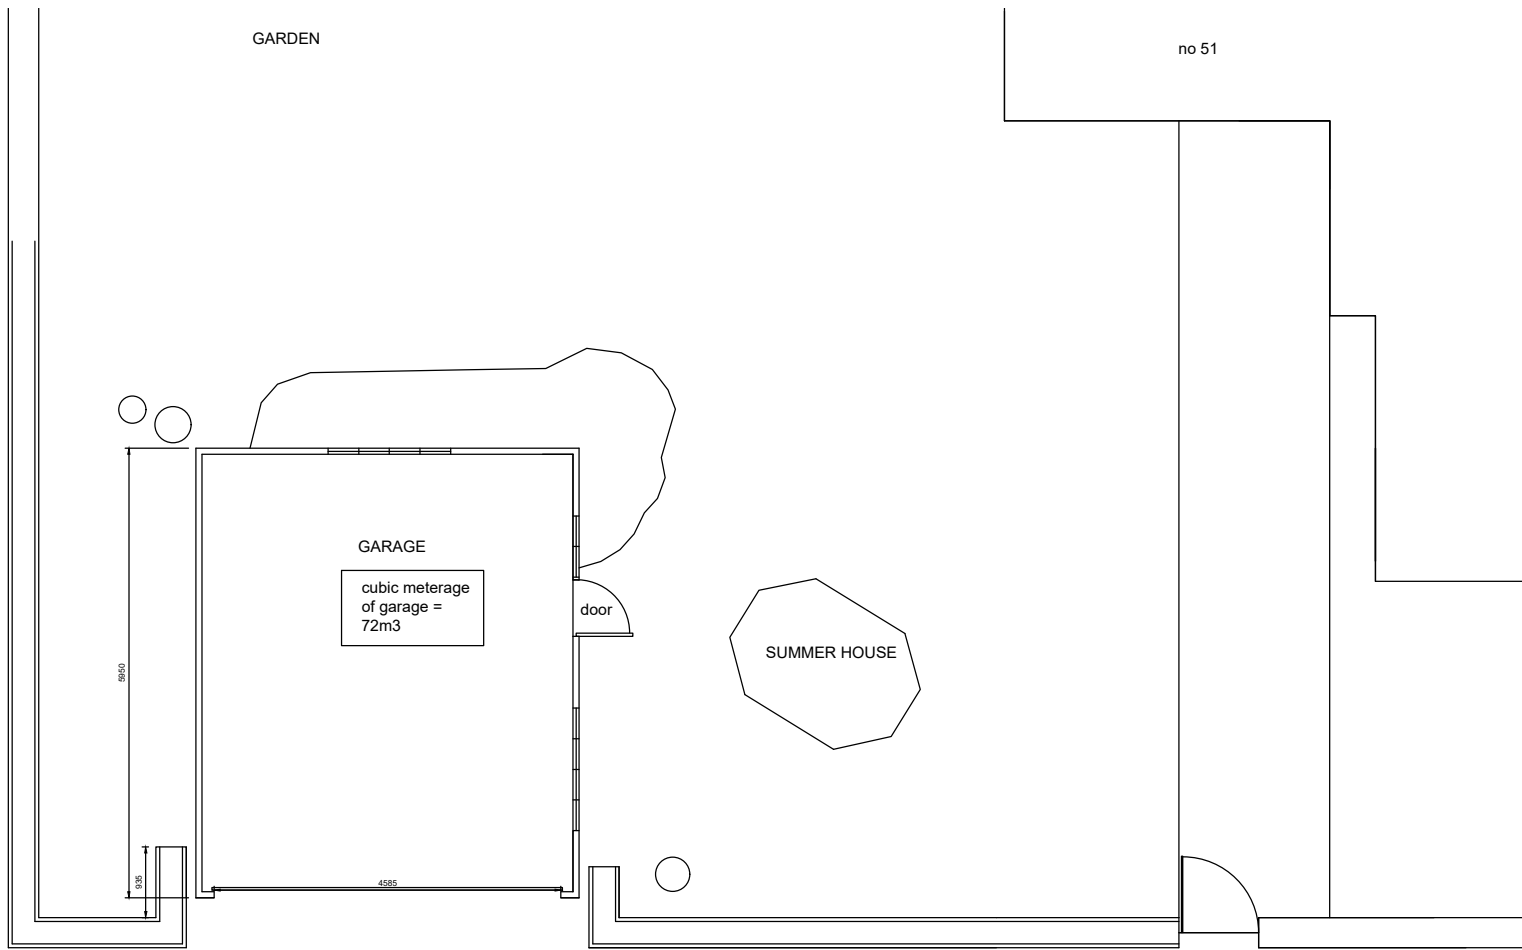 GARDEN
no 51
GARAGE
cubic meterage
of garage =
72m3
door
SUMMER HOUSE
5950
935
4585